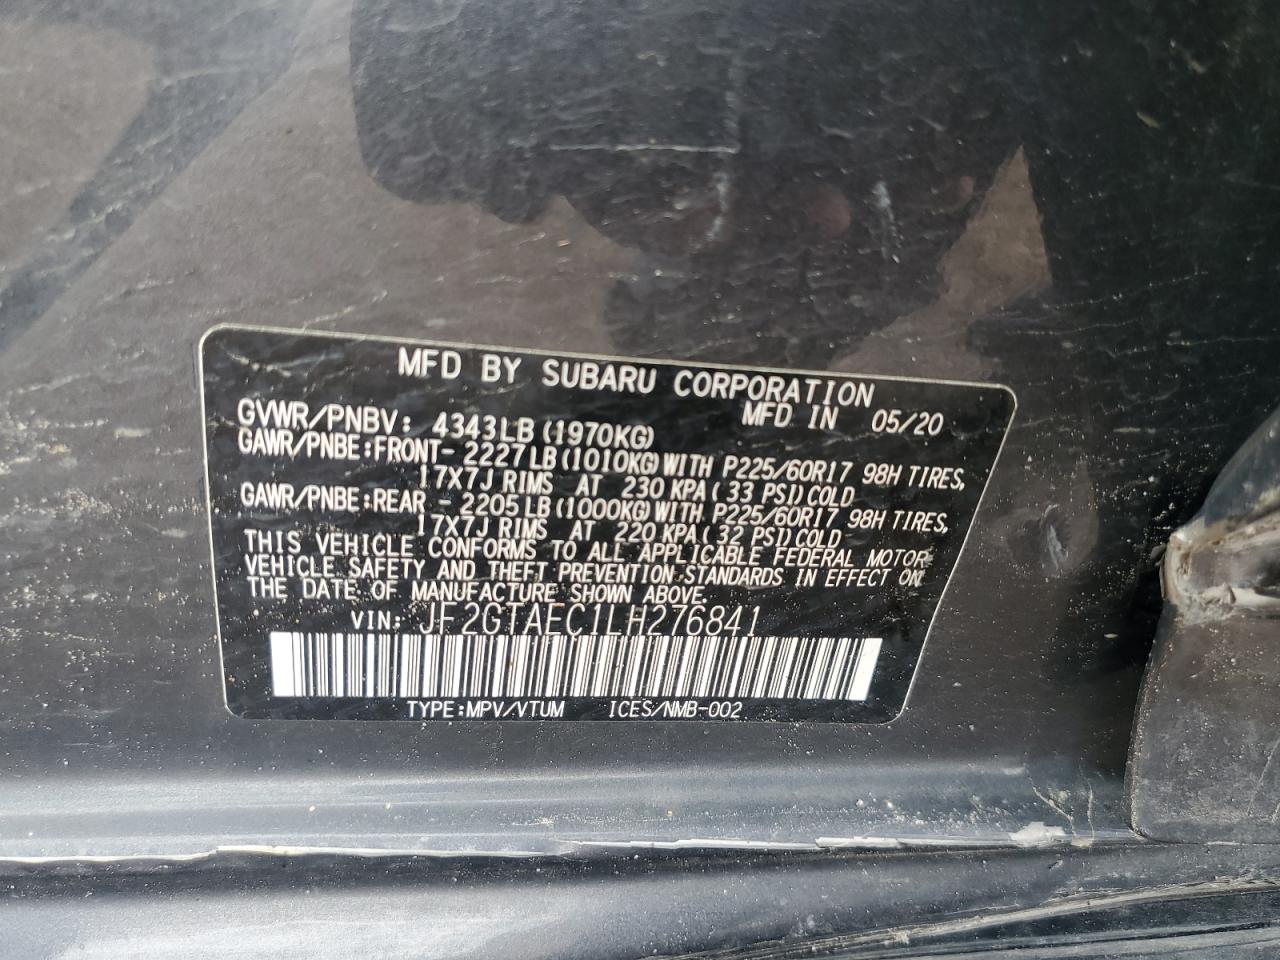 MFD BY SUBARU CORPORATION
GVWR/PNBV: 4343LB(1970KG) MFD IN 05/20
GAWR/PNBE:FRONT- 2227LB(1010KG)WITH P225/60R17 98H TIRES,
17X7J RIMS AT 230 KPA(33 PSI)COLD
GAWR/PNBE:REAR - 2205LB(1000KG)WITH P225/60R17 98H TIRES,
17X7J RIMS AT 220 KPA(32 PSI)COLD
THIS VEHICLE CONFORMS TO ALL APPLICABLE FEDERAL MOTOR
VEHICLE SAFETY AND THEFT PREVENTION STANDARDS IN EFFECT ON
THE DATE OF MANUFACTURE SHOWN ABOVE.
VIN: JF2GTAEC1LH276841
TYPE:MPV/VTUM ICES/NMB-002